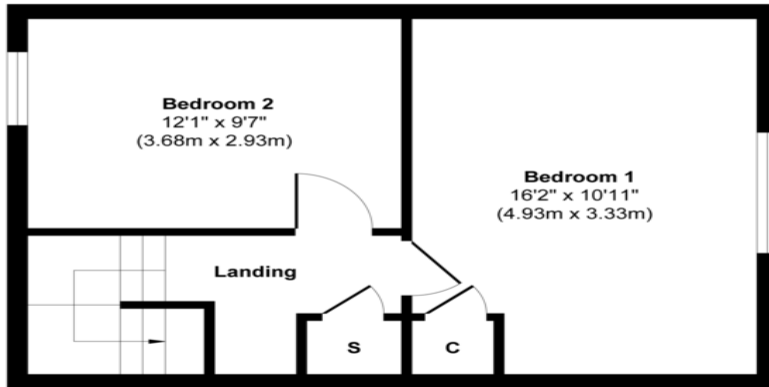 Bedroom 2
12'1" x 9'7"
(3.68m x 2.93m)
Bedroom 1
16'2" x 10'11"
(4.93m x 3.33m)
Landing
S
C